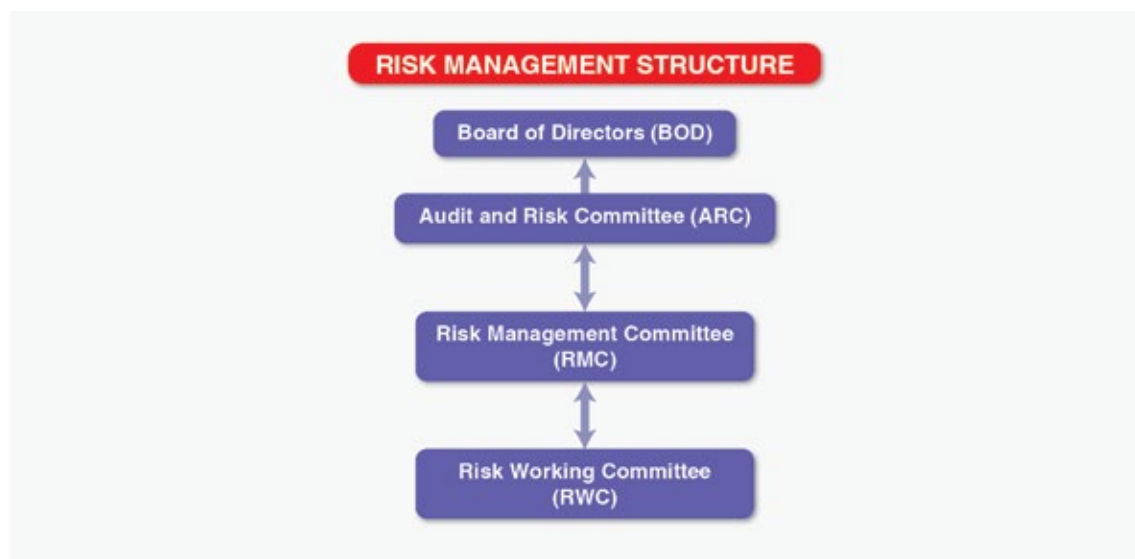 RISK MANAGEMENT STRUCTURE
Board of Directors (BOD)
Audit and Risk Committee (ARC)
Risk Management Committee
(RMC)
Risk Working Committee
(RWC)